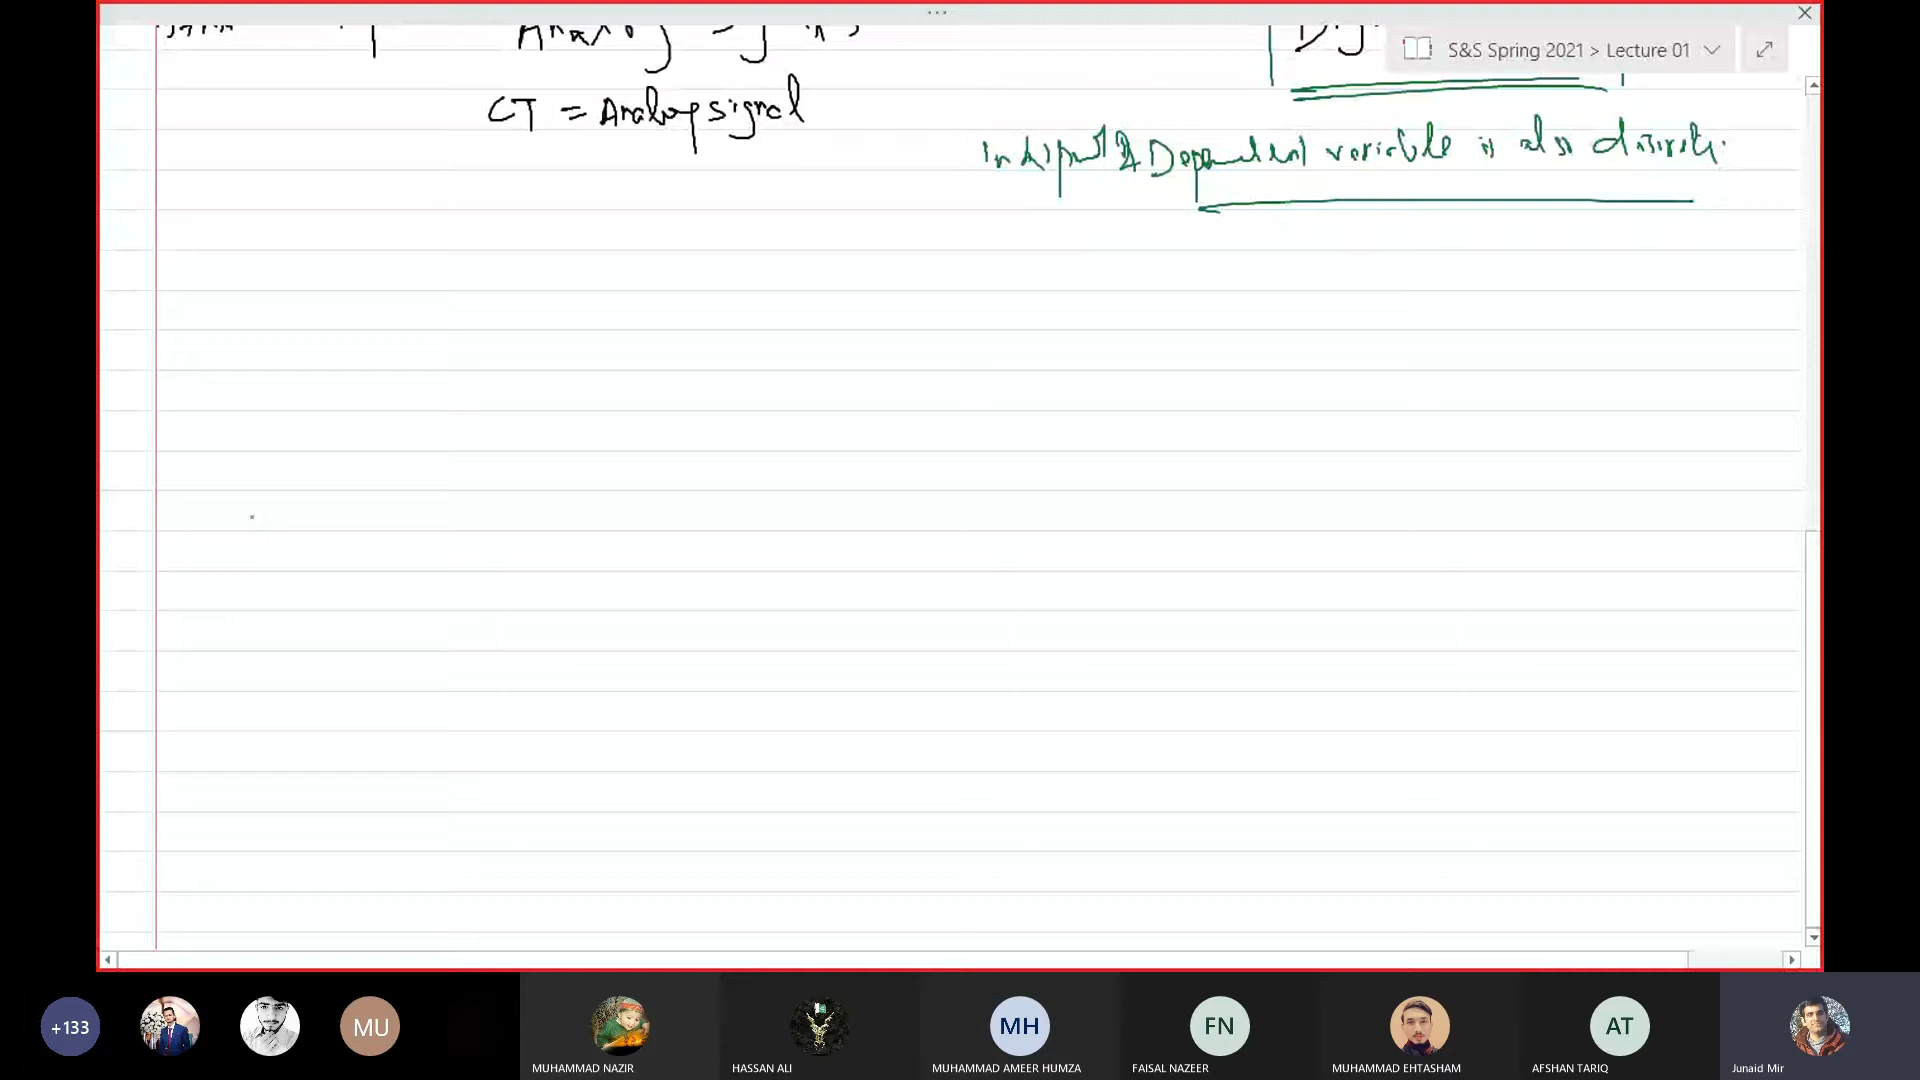 S&S Spring 2021 > Lecture 01
CT = Analog signal
Dependent variable is also discrete.
+133
MU
MH
FN
AT
MUHAMMAD NAZIR
HASSAN ALI
MUHAMMAD AMEER HUMZA
FAISAL NAZEER
MUHAMMAD EHTASHAM
AFSHAN TARIQ
Junaid Mir